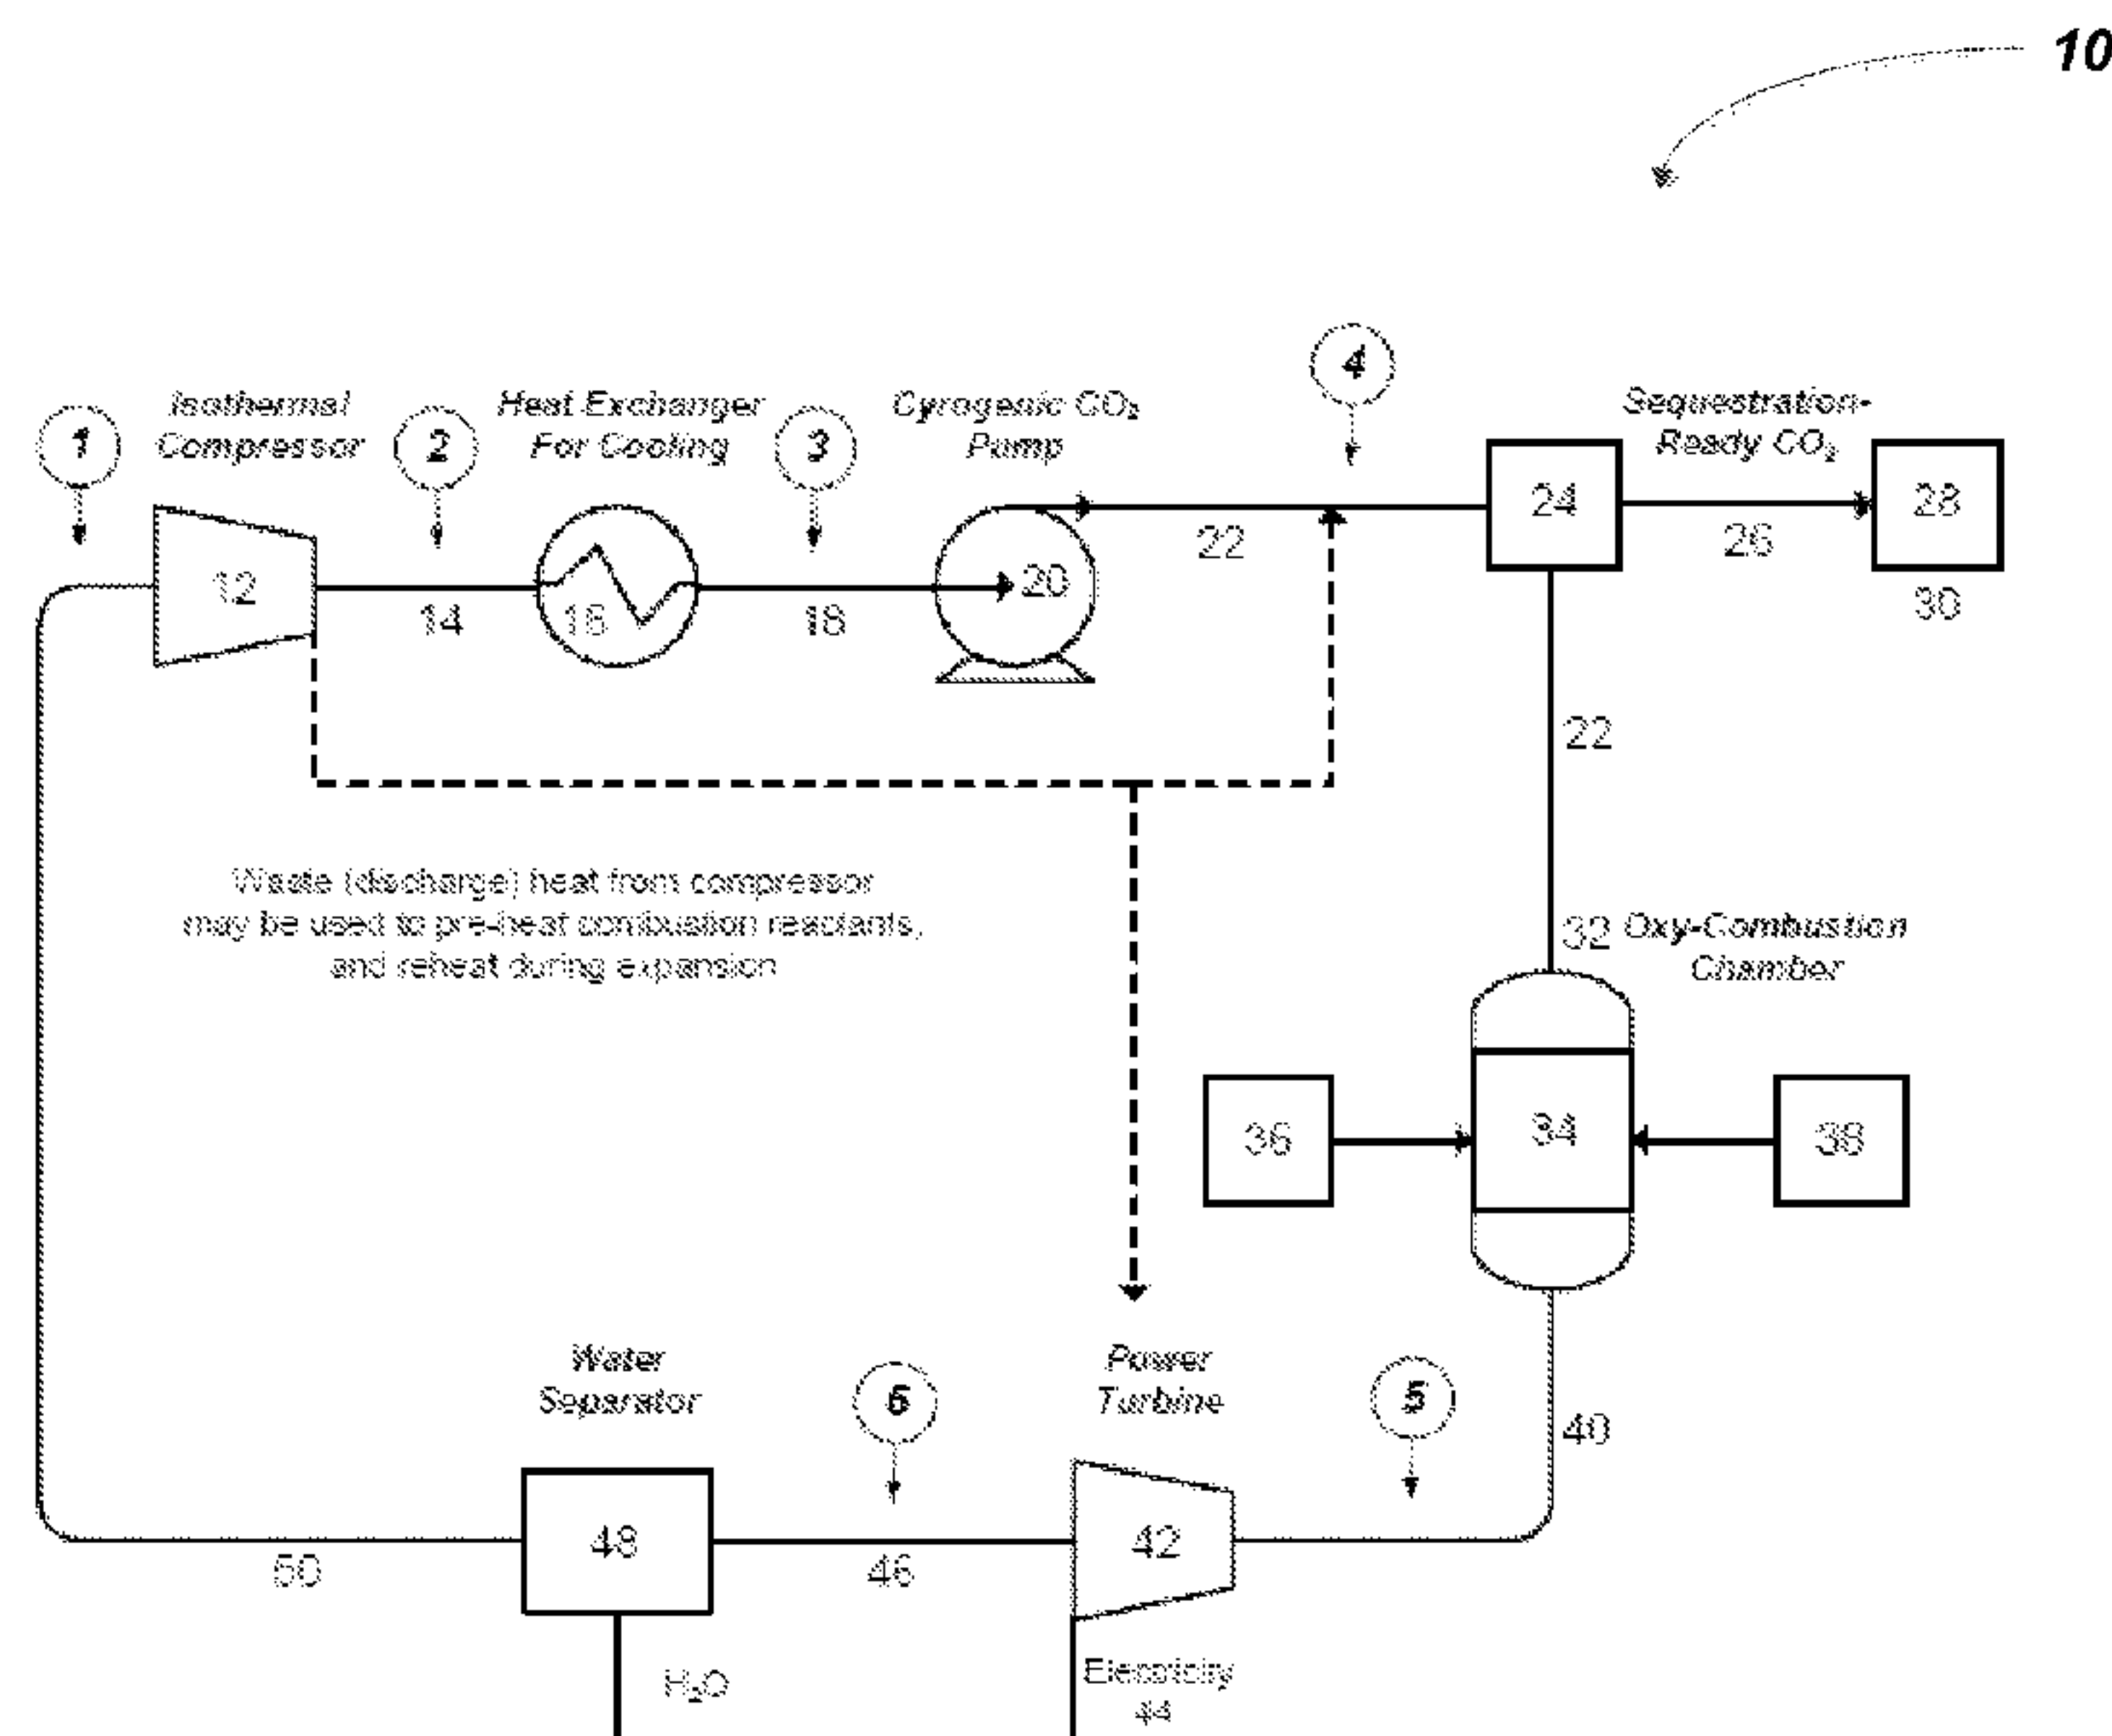 10
4
Isothermal
Compressor
Heat Exchanger
For Cooling
Cyrogenic CO₂
Pump
Sequestration-
Ready CO₂
1
2
3
12
14
16
18
20
22
24
26
28
30
22
Waste (discharge) heat from compressor
may be used to pre-heat combustion reactants,
and reheat during expansion
32
Oxy-Combustion
Chamber
36
34
38
Water
Separator
6
Power
Turbine
5
40
50
48
46
42
H₂O
Electricity
44